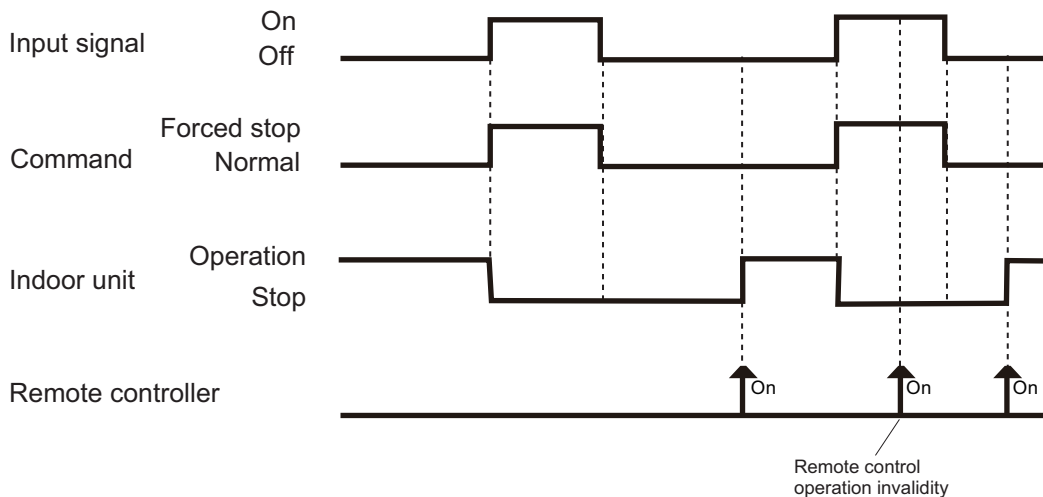 Input signal
On
Off
Command
Forced stop
Normal
Indoor unit
Operation
Stop
Remote controller
On
On
On
Remote control
operation invalidity